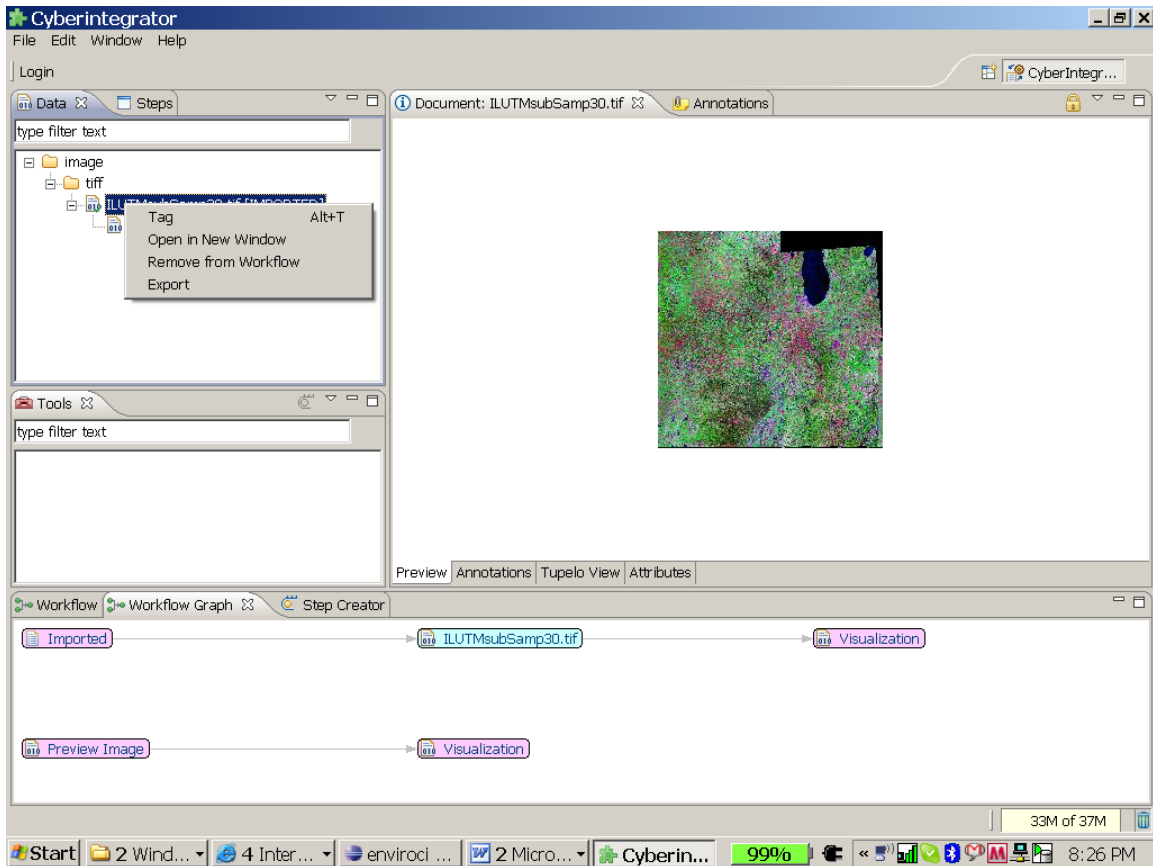 Cyberintegrator
File Edit Window Help
Login
CyberIntegr...
Data Steps
type filter text
image
tiff
ILUTMsubSamp30.tif [IMPORTED]
Tag Alt+T
Open in New Window
Remove from Workflow
Export
Tools
type filter text
Document: ILUTMsubSamp30.tif Annotations
Preview Annotations Tupelo View Attributes
Workflow Workflow Graph Step Creator
Imported ILUTMsubSamp30.tif Visualization
Preview Image Visualization
33M of 37M
Start 2 Wind... 4 Inter... enviroci ... 2 Micro... Cyberin... 99% « 8:26 PM